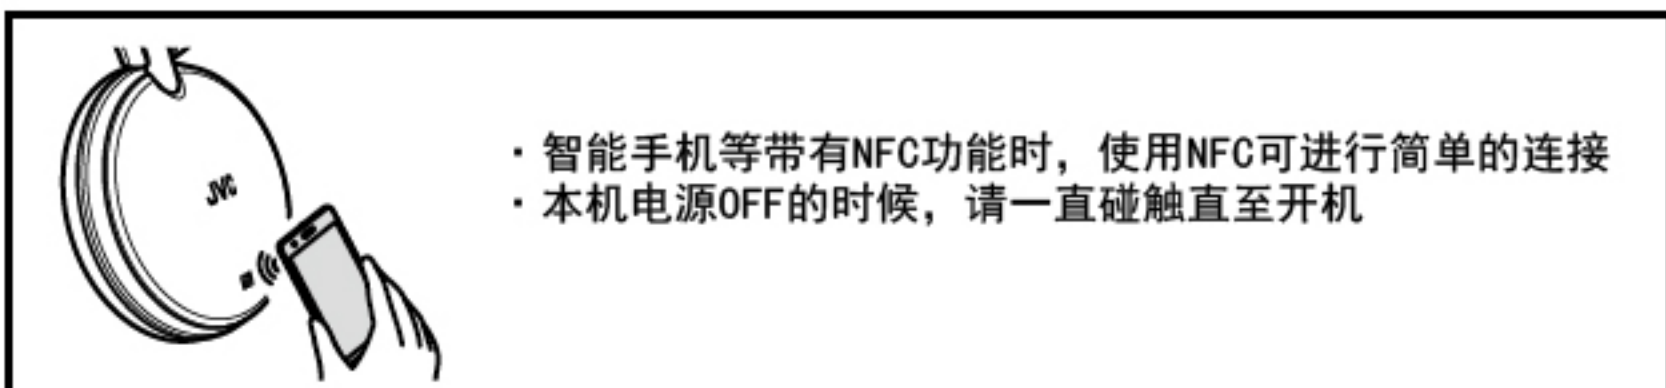 JVC
・智能手机等带有NFC功能时，使用NFC可进行简单的连接
・本机电源OFF的时候，请一直碰触直至开机